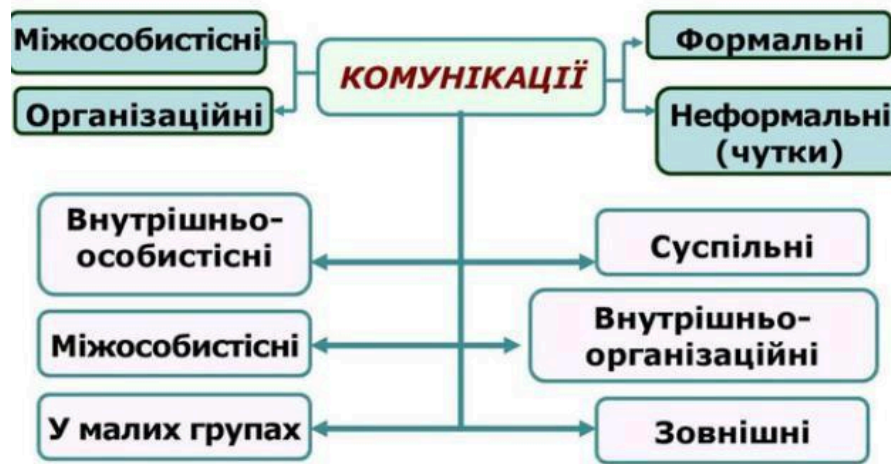 Міжособистісні
Організаційні
КОМУНІКАЦІЇ
Формальні
Неформальні
(чутки)
Внутрішньо-
особистісні
Міжособистісні
У малих групах
Суспільні
Внутрішньо-
організаційні
Зовнішні